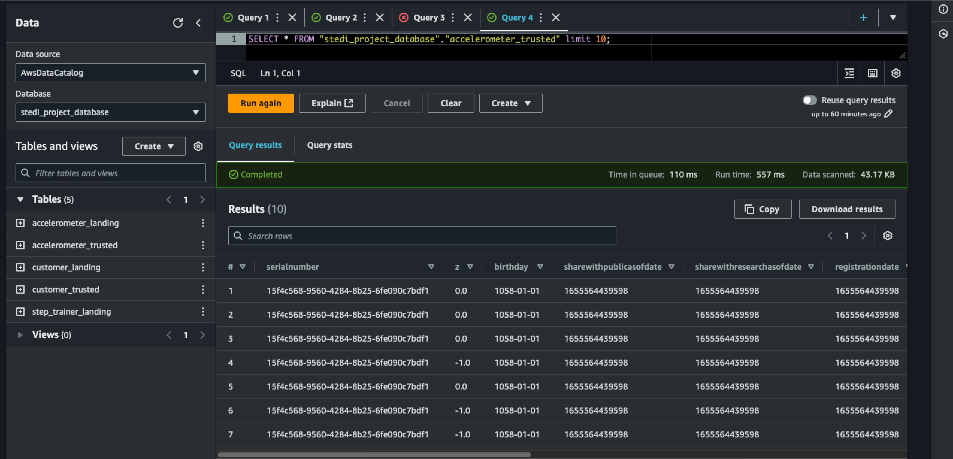 Data
Data source
AwsDataCatalog
Database
stedi_project_database
Tables and views
Create
Filter tables and views
Tables (5)
1
accelerometer_landing
accelerometer_trusted
customer_landing
customer_trusted
step_trainer_landing
Views (0)
1
Query 1
Query 2
Query 3
Query 4
1 SELECT * FROM "stedi_project_database"."accelerometer_trusted" limit 10;
SQL Ln 1, Col 1
Run again Explain Cancel Clear Create
Reuse query results
up to 60 minutes ago
Query results Query stats
Completed Time in queue: 110 ms Run time: 557 ms Data scanned: 43.17 KB
Results (10) Copy Download results
Search rows 1
# serialnumber z birthday sharewithpublicasofdate sharewithresearchasofdate registrationdate
1 15f4c568-9560-4284-8b25-6fe090c7bdf1 0.0 1058-01-01 1655564439598 1655564439598 1655564439598
2 15f4c568-9560-4284-8b25-6fe090c7bdf1 0.0 1058-01-01 1655564439598 1655564439598 1655564439598
3 15f4c568-9560-4284-8b25-6fe090c7bdf1 0.0 1058-01-01 1655564439598 1655564439598 1655564439598
4 15f4c568-9560-4284-8b25-6fe090c7bdf1 -1.0 1058-01-01 1655564439598 1655564439598 1655564439598
5 15f4c568-9560-4284-8b25-6fe090c7bdf1 0.0 1058-01-01 1655564439598 1655564439598 1655564439598
6 15f4c568-9560-4284-8b25-6fe090c7bdf1 -1.0 1058-01-01 1655564439598 1655564439598 1655564439598
7 15f4c568-9560-4284-8b25-6fe090c7bdf1 -1.0 1058-01-01 1655564439598 1655564439598 1655564439598